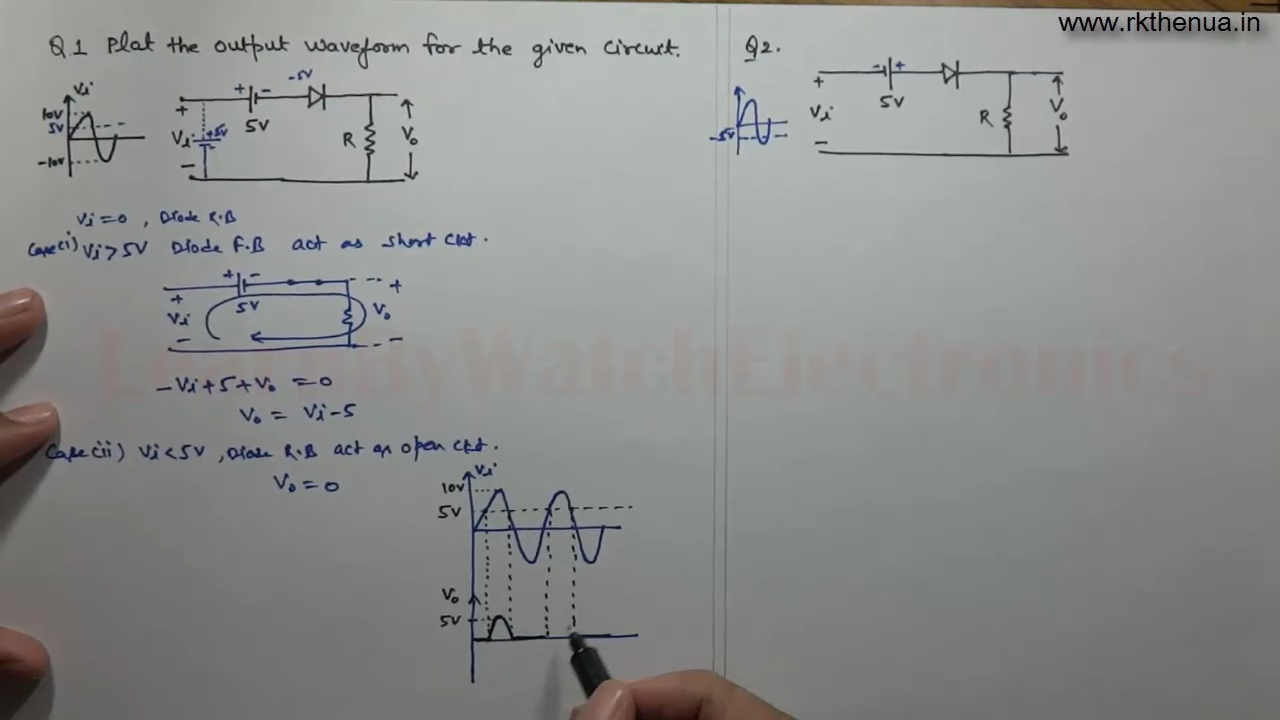 www.rkthenua.in
Q1 Plot the output waveform for the given circuit.
Vi
10V
5V
-10V
+ -
-5V
5V
+
Vi
+5V
-
-
R
Vo
Vi=0 , Diode R.B
Case(i) Vi>5V Diode F.B act as short ckt.
+ -
5V
+
Vi
-
+
Vo
-
-Vi+5+Vo =0
Vo = Vi-5
Case(ii) Vi<5V , Diode R.B act as open ckt.
Vo=0
Vi
10V
5V
Vo
5V
Q2.
-5V
- +
5V
+
Vi
-
R
Vo